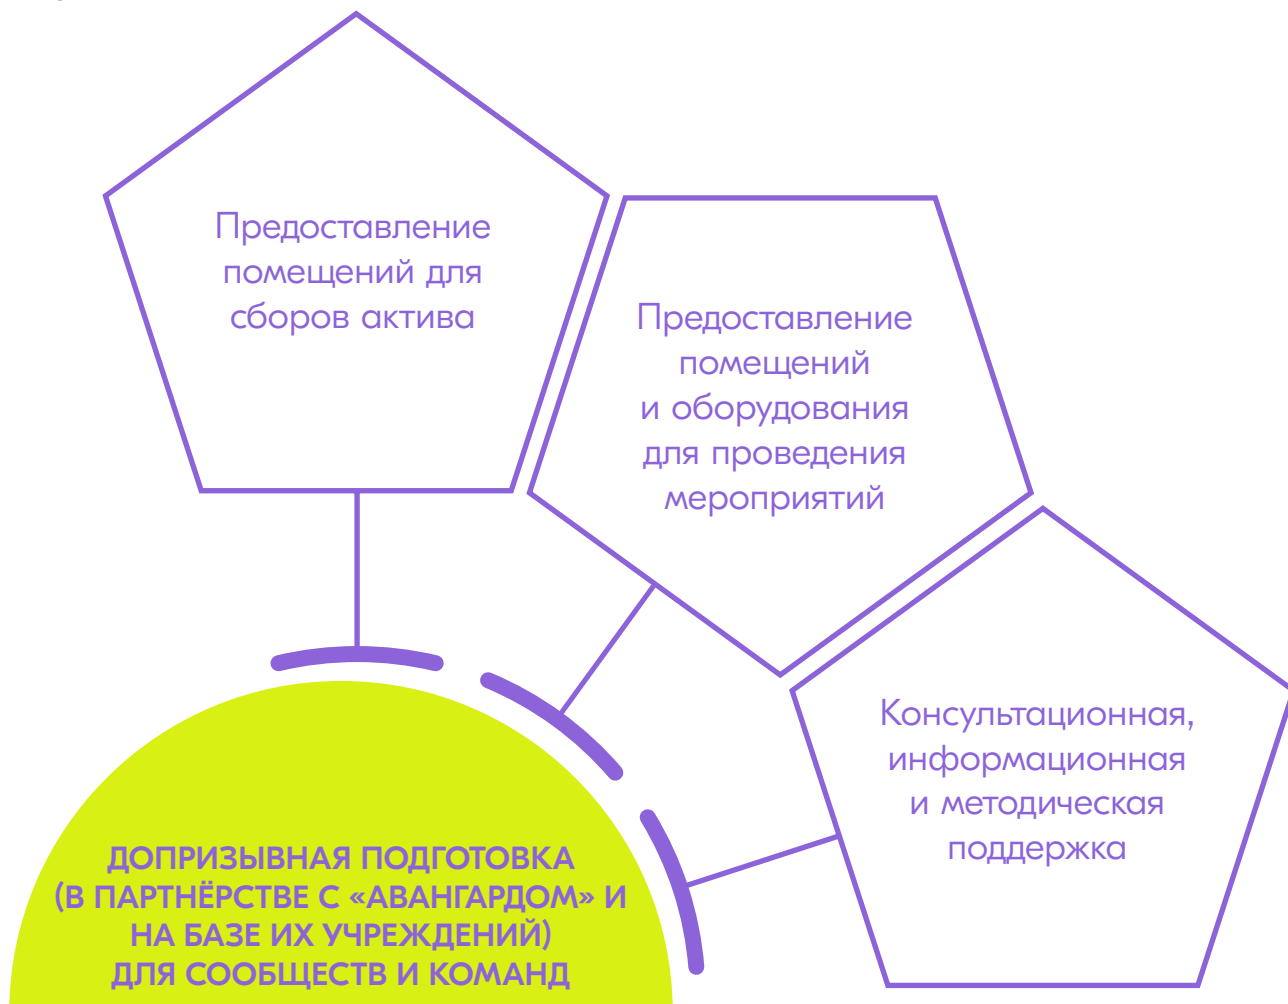 Предоставление
помещений для
сборов актива
Предоставление
помещений
и оборудования
для проведения
мероприятий
Консультационная,
информационная
и методическая
поддержка
ДОПРИЗЫВНАЯ ПОДГОТОВКА
(В ПАРТНЁРСТВЕ С «АВАНГАРДОМ» И
НА БАЗЕ ИХ УЧРЕЖДЕНИЙ)
ДЛЯ СООБЩЕСТВ И КОМАНД